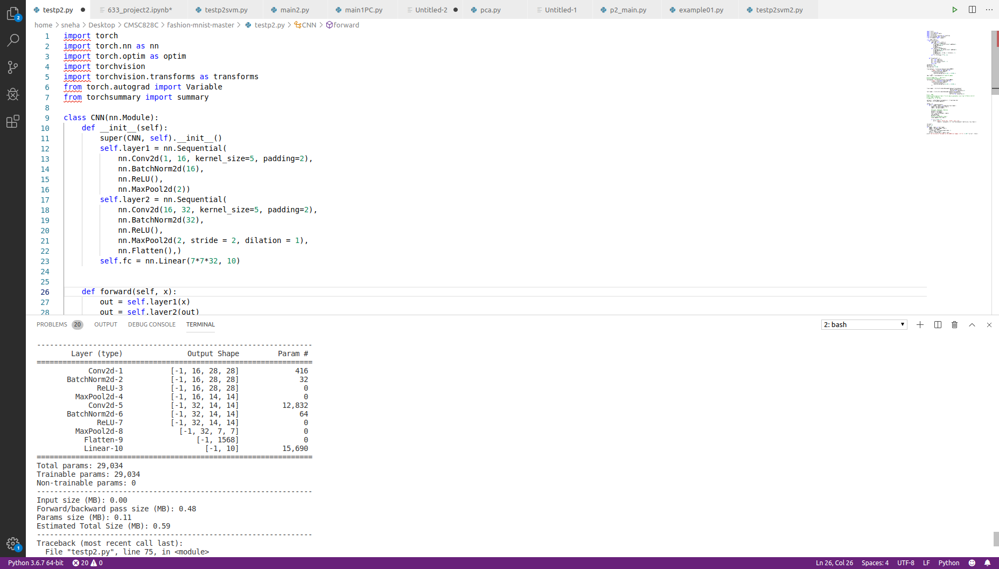 testp2.py 633_project2.ipynb* testp2svm.py main2.py main1PC.py Untitled-2 pca.py Untitled-1 p2_main.py example01.py testp2svm2.py
home > sneha > Desktop > CMSC828C > fashion-mnist-master > testp2.py > CNN > forward
2
1 import torch
2 import torch.nn as nn
3 import torch.optim as optim
4 import torchvision
5 import torchvision.transforms as transforms
6 from torch.autograd import Variable
7 from torchsummary import summary
8
9 class CNN(nn.Module):
10 def __init__(self):
11 super(CNN, self).__init__()
12 self.layer1 = nn.Sequential(
13 nn.Conv2d(1, 16, kernel_size=5, padding=2),
14 nn.BatchNorm2d(16),
15 nn.ReLU(),
16 nn.MaxPool2d(2))
17 self.layer2 = nn.Sequential(
18 nn.Conv2d(16, 32, kernel_size=5, padding=2),
19 nn.BatchNorm2d(32),
20 nn.ReLU(),
21 nn.MaxPool2d(2, stride = 2, dilation = 1),
22 nn.Flatten(),)
23 self.fc = nn.Linear(7*7*32, 10)
24
25
26 def forward(self, x):
27 out = self.layer1(x)
28 out = self.layer2(out)
PROBLEMS 20 OUTPUT DEBUG CONSOLE TERMINAL 2: bash
----------------------------------------------------------------
Layer (type) Output Shape Param #
================================================================
Conv2d-1 [-1, 16, 28, 28] 416
BatchNorm2d-2 [-1, 16, 28, 28] 32
ReLU-3 [-1, 16, 28, 28] 0
MaxPool2d-4 [-1, 16, 14, 14] 0
Conv2d-5 [-1, 32, 14, 14] 12,832
BatchNorm2d-6 [-1, 32, 14, 14] 64
ReLU-7 [-1, 32, 14, 14] 0
MaxPool2d-8 [-1, 32, 7, 7] 0
Flatten-9 [-1, 1568] 0
Linear-10 [-1, 10] 15,690
================================================================
Total params: 29,034
Trainable params: 29,034
Non-trainable params: 0
----------------------------------------------------------------
Input size (MB): 0.00
Forward/backward pass size (MB): 0.48
Params size (MB): 0.11
Estimated Total Size (MB): 0.59
----------------------------------------------------------------
Traceback (most recent call last):
File "testp2.py", line 75, in <module>
1
Python 3.6.7 64-bit 20 0 Ln 26, Col 26 Spaces: 4 UTF-8 LF Python